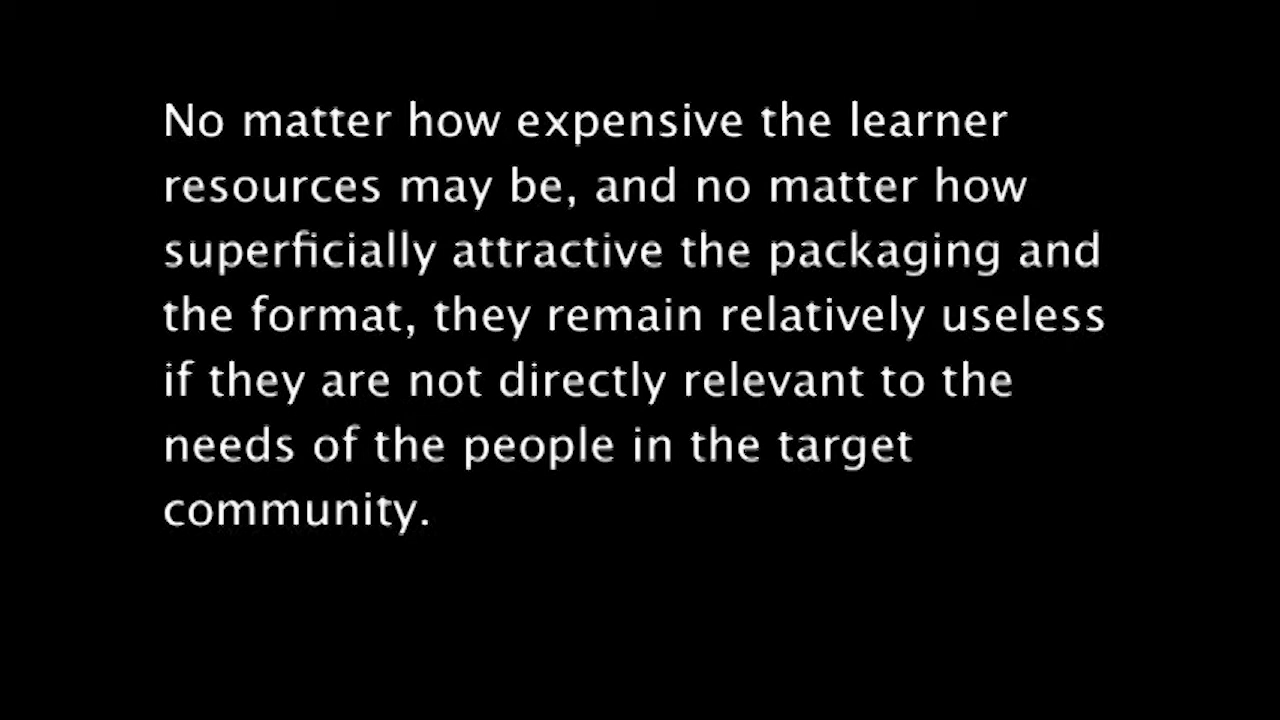 No matter how expensive the learner
resources may be, and no matter how
superficially attractive the packaging and
the format, they remain relatively useless
if they are not directly relevant to the
needs of the people in the target
community.